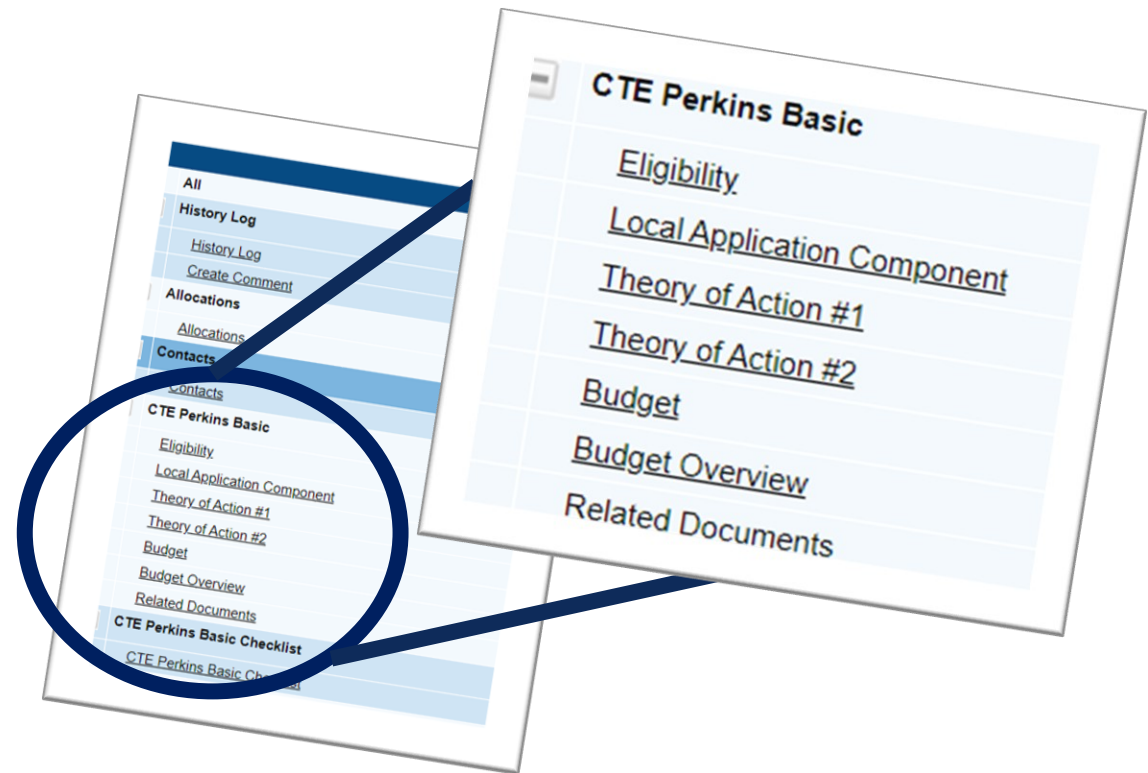 All
History Log
History Log
Create Comment
Allocations
Allocations
Contacts
Contacts
CTE Perkins Basic
Eligibility
Local Application Component
Theory of Action #1
Theory of Action #2
Budget
Budget Overview
Related Documents
CTE Perkins Basic Checklist
CTE Perkins Basic Checklist
CTE Perkins Basic
Eligibility
Local Application Component
Theory of Action #1
Theory of Action #2
Budget
Budget Overview
Related Documents